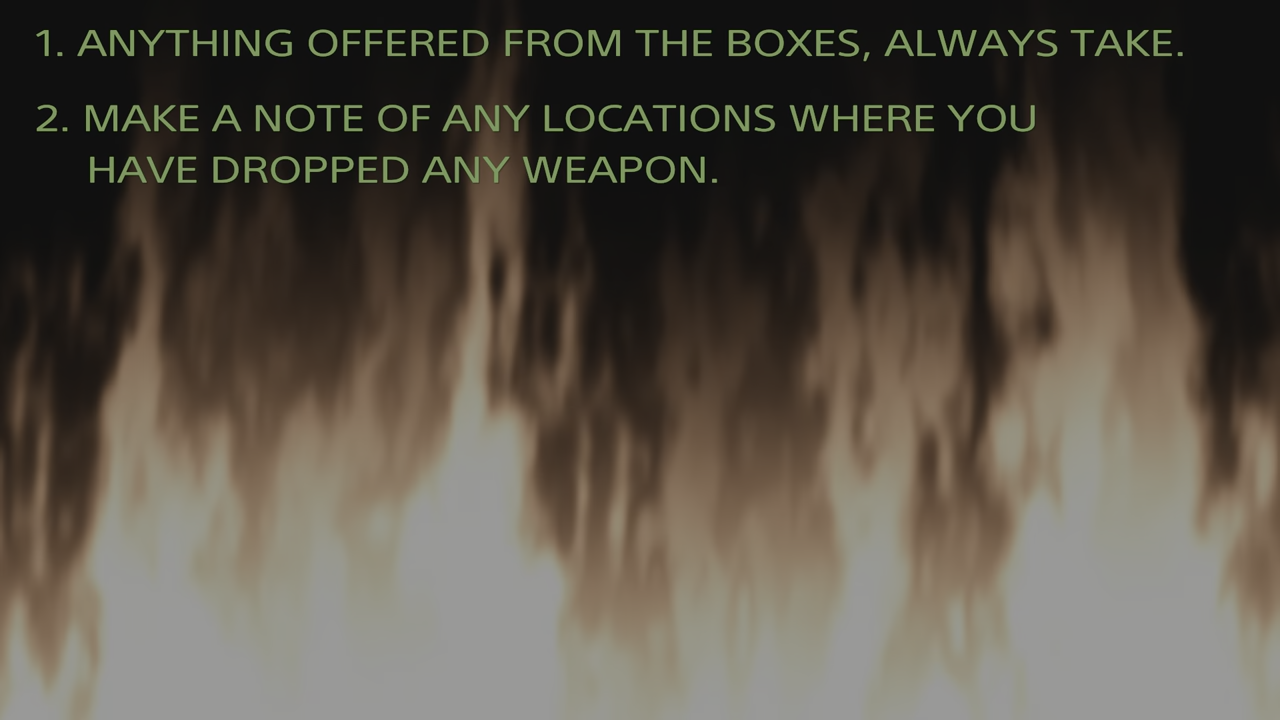 1. ANYTHING OFFERED FROM THE BOXES, ALWAYS TAKE.
2. MAKE A NOTE OF ANY LOCATIONS WHERE YOU
HAVE DROPPED ANY WEAPON.